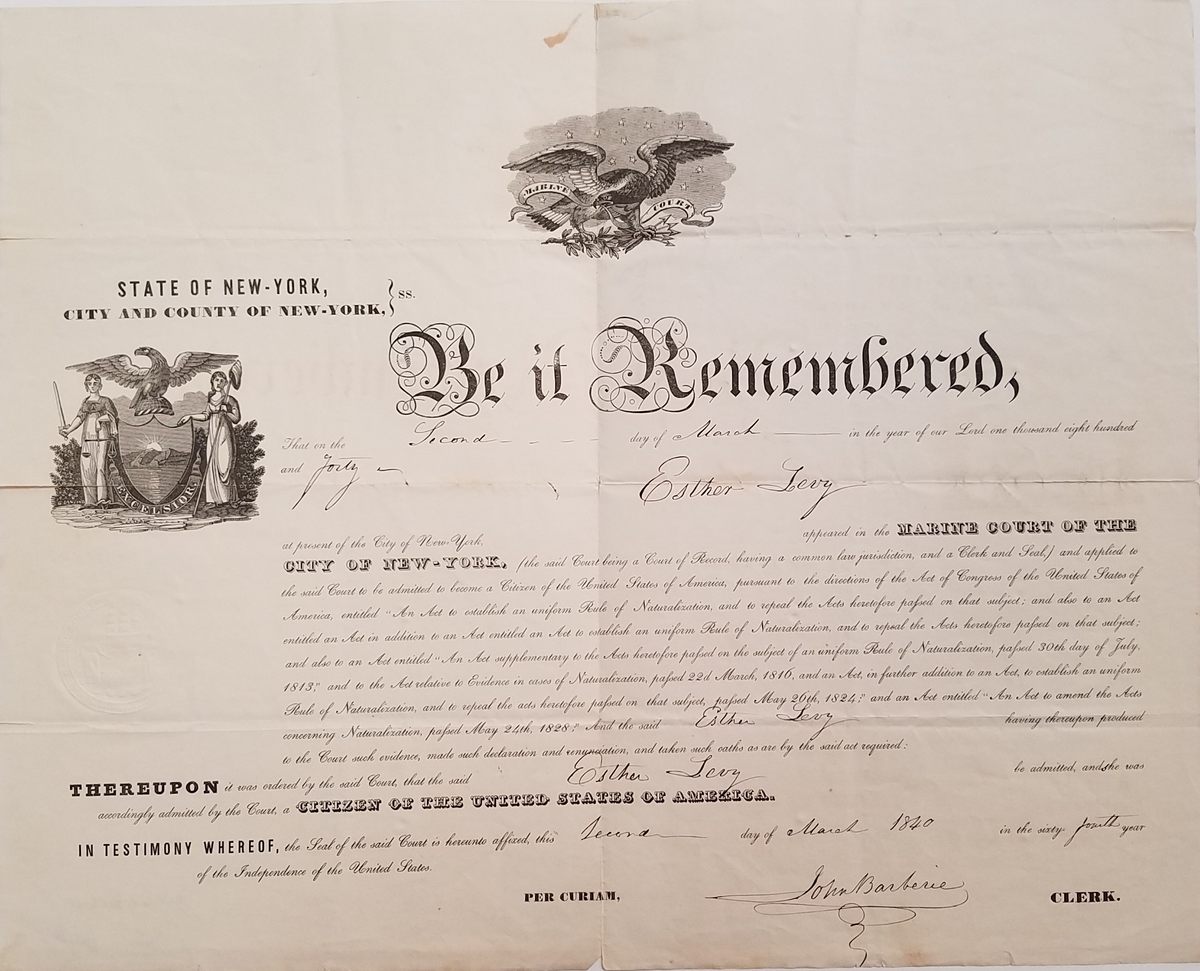 MARINE COURT
STATE OF NEW-YORK,
CITY AND COUNTY OF NEW-YORK, } ss.
Be it Remembered,
EXCELSIOR
That on the Second day of March in the year of our Lord one thousand eight hundred
and forty
Esther Levy
at present of the City of New-York, appeared in the MARINE COURT OF THE
CITY OF NEW-YORK, (the said Court being a Court of Record, having a common law jurisdiction, and a Clerk and Seal,) and applied to
the said Court to be admitted to become a Citizen of the United States of America, pursuant to the directions of the Act of Congress of the United States of
America, entitled "An Act to establish an uniform Rule of Naturalization, and to repeal the Acts heretofore passed on that subject; and also to an Act
entitled an Act in addition to an Act entitled an Act to establish an uniform Rule of Naturalization, and to repeal the Acts heretofore passed on that subject;
and also to an Act entitled "An Act supplementary to the Acts heretofore passed on the subject of an uniform Rule of Naturalization, passed 30th day of July,
1813;" and to the Act relative to Evidence in cases of Naturalization, passed 22d March, 1816, and an Act, in further addition to an Act, to establish an uniform
Rule of Naturalization, and to repeal the acts heretofore passed on that subject, passed May 26th, 1824;" and an Act entitled "An Act to amend the Acts
concerning Naturalization, passed May 24th, 1828:" And the said Esther Levy having thereupon produced
to the Court such evidence, made such declaration and renunciation, and taken such oaths as are by the said act required:
THEREUPON it was ordered by the said Court, that the said Esther Levy be admitted, and she was
accordingly admitted by the Court, a CITIZEN OF THE UNITED STATES OF AMERICA.
IN TESTIMONY WHEREOF, the Seal of the said Court is hereunto affixed, this Second day of March 1840 in the sixty-fourth year
of the Independence of the United States.
PER CURIAM, John Barberie CLERK.